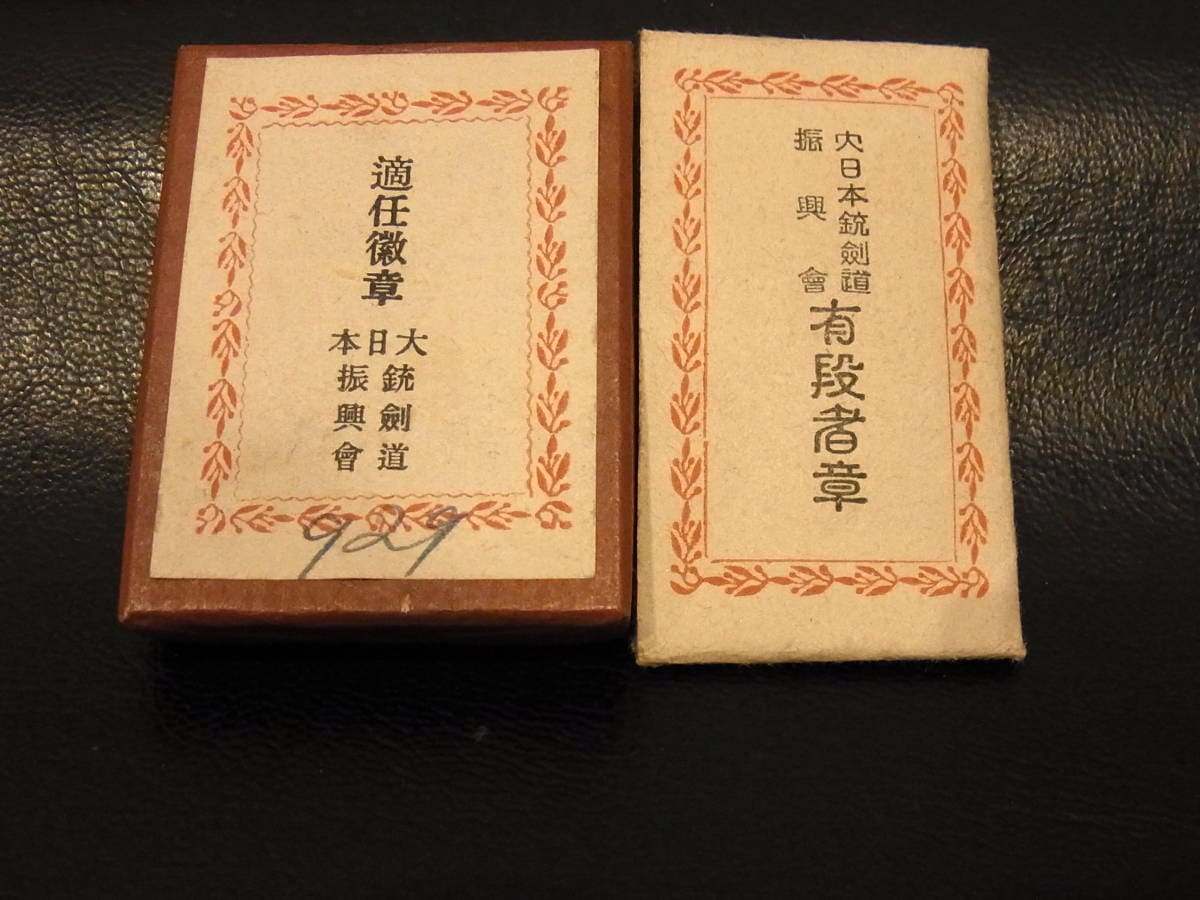 適任徽章
大日本
銃劍道
振興會
929
大日本銃劍道
振興會
有段者章